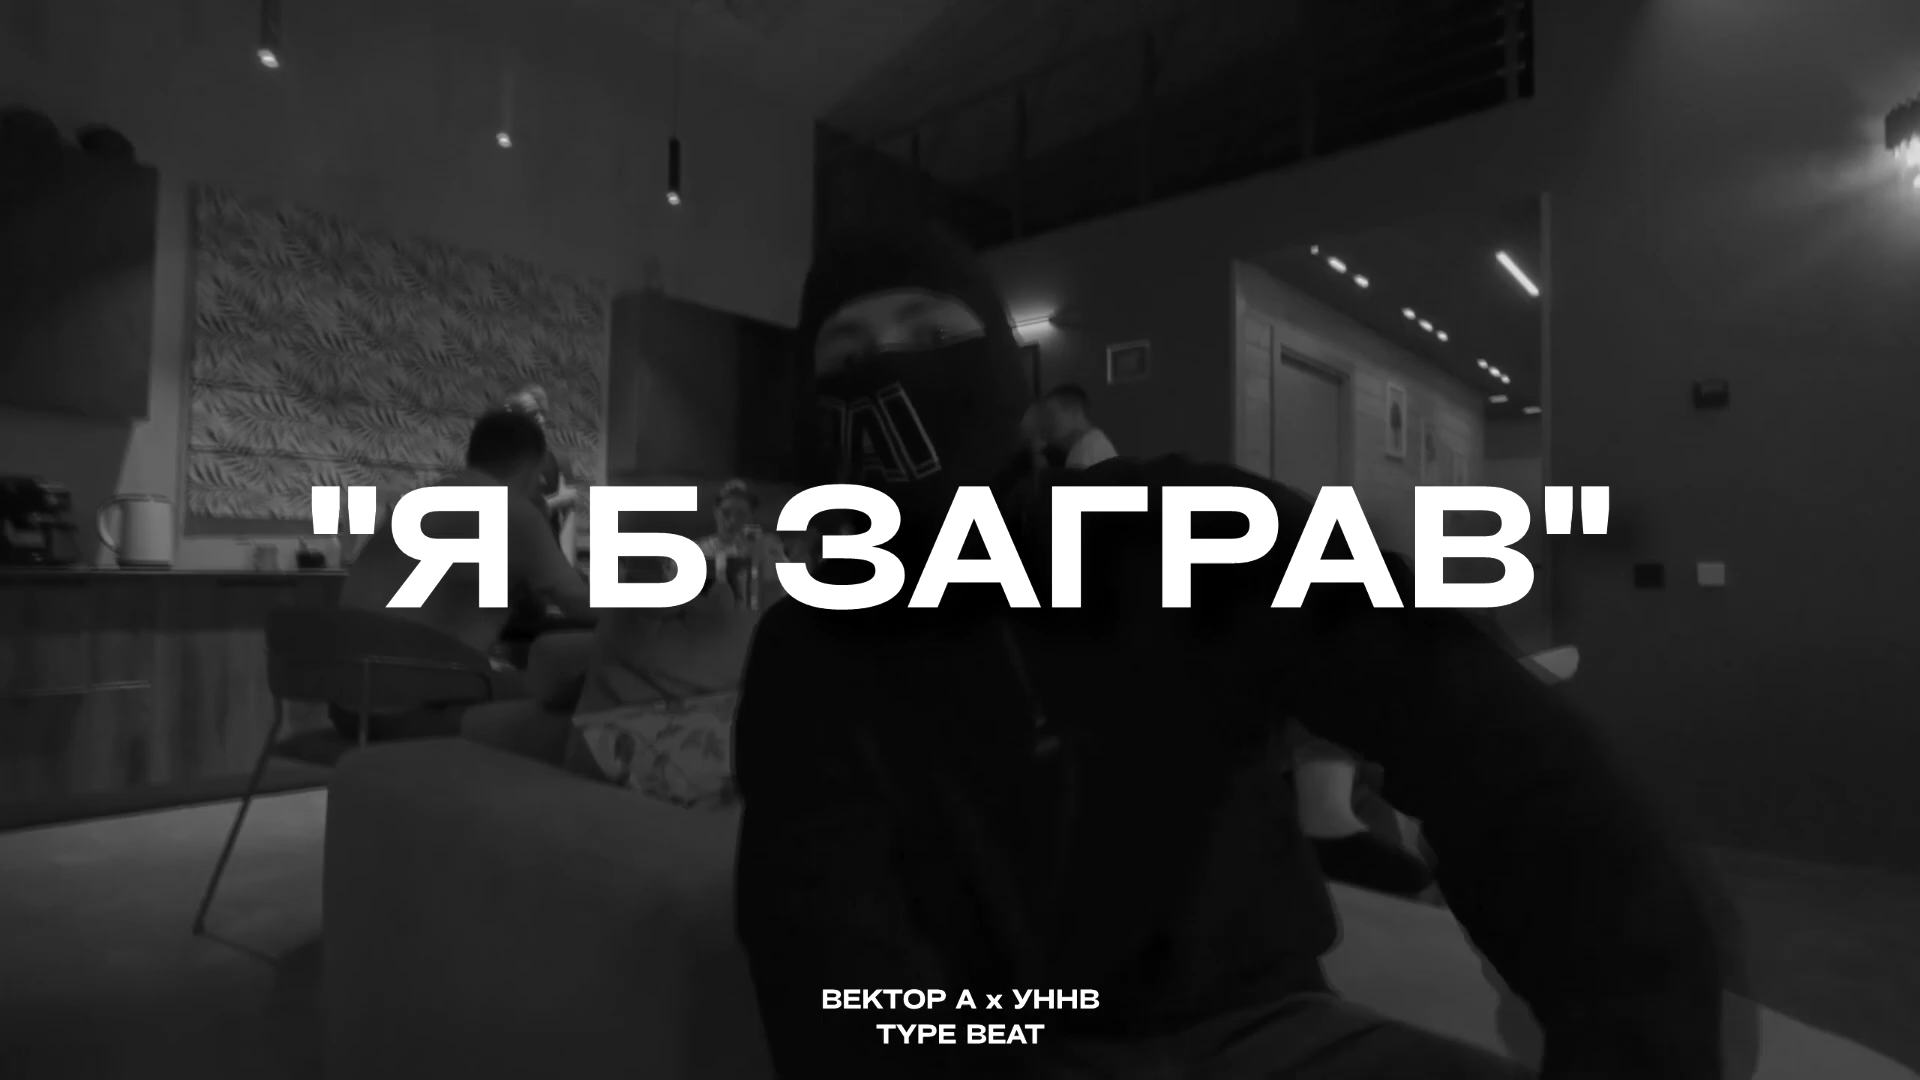 "Я Б ЗАГРАВ"
ВЕКТОР А х УННВ
TYPE BEAT